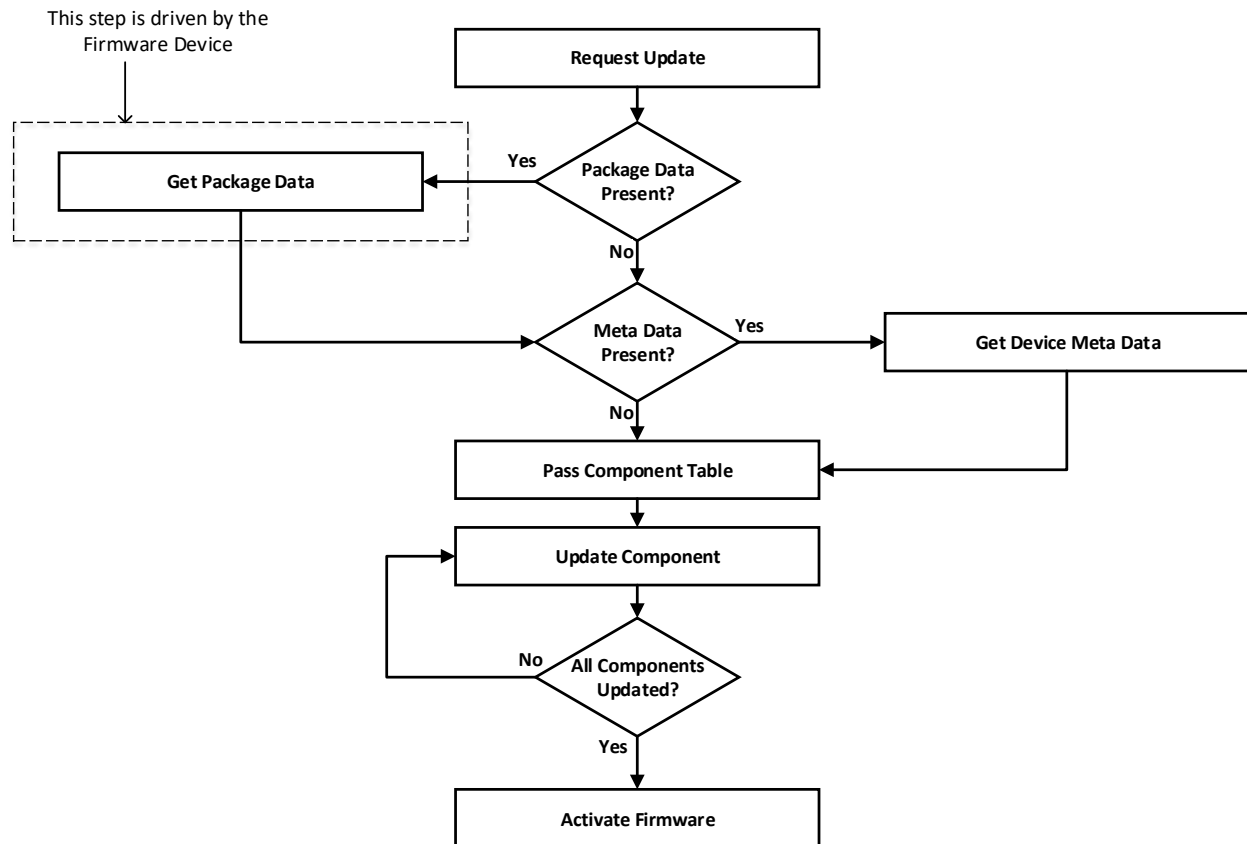 This step is driven by the
Firmware Device
Request Update
Yes
Package Data
Present?
Get Package Data
No
Meta Data
Present?
Yes
Get Device Meta Data
No
Pass Component Table
Update Component
No
All Components
Updated?
Yes
Activate Firmware